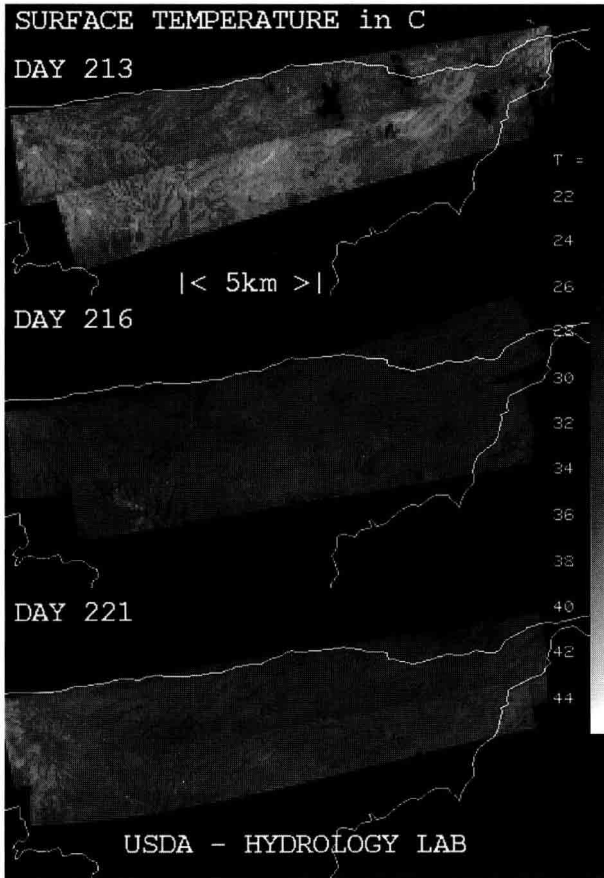 SURFACE TEMPERATURE in C
DAY 213
T =
22
24
|< 5km >|
26
DAY 216
28
30
32
34
36
38
DAY 221
40
42
44
USDA - HYDROLOGY LAB